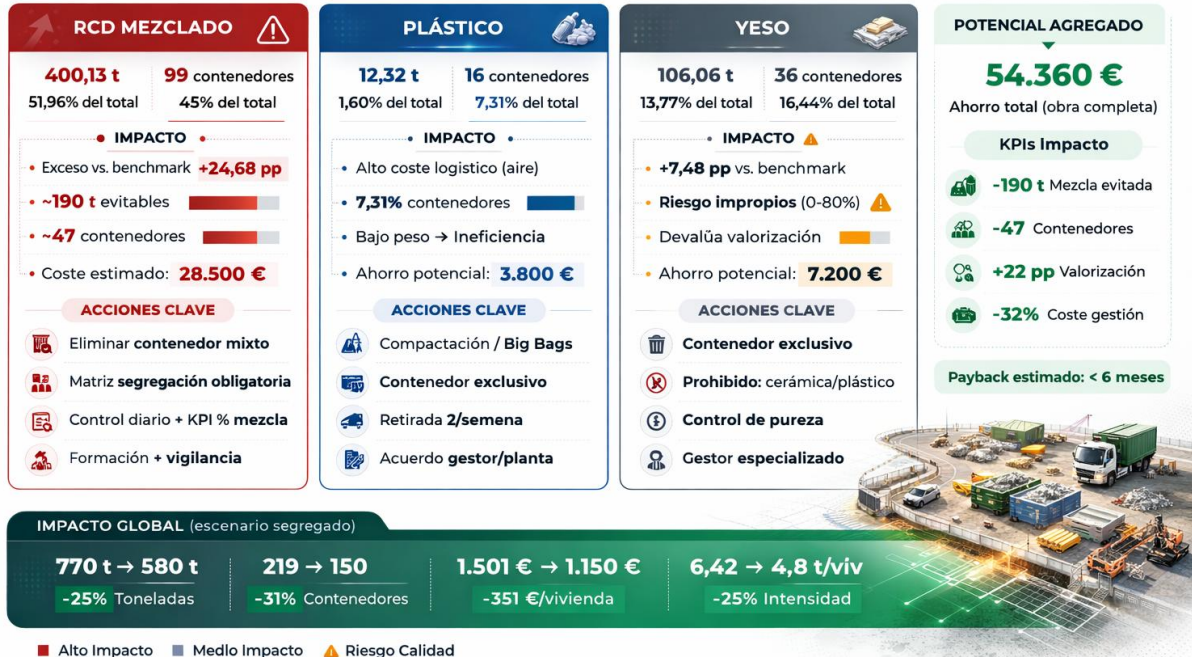 RCD MEZCLADO
400,13 t
51,96% del total
99 contenedores
45% del total
IMPACTO
Exceso vs. benchmark +24,68 pp
~190 t evitables
~47 contenedores
Coste estimado: 28.500 €
ACCIONES CLAVE
Eliminar contenedor mixto
Matriz segregación obligatoria
Control diario + KPI % mezcla
Formación + vigilancia
PLÁSTICO
12,32 t
1,60% del total
16 contenedores
7,31% del total
IMPACTO
Alto coste logistico (aire)
7,31% contenedores
Bajo peso → Ineficiencia
Ahorro potencial: 3.800 €
ACCIONES CLAVE
Compactación / Big Bags
Contenedor exclusivo
Retirada 2/semena
Acuerdo gestor/planta
YESO
106,06 t
13,77% del total
36 contenedores
16,44% del total
IMPACTO
+7,48 pp vs. benchmark
Riesgo impropios (0-80%)
Devalüa valorización
Ahorro potencial: 7.200 €
ACCIONES CLAVE
Contenedor exclusivo
Prohibido: cerámica/plástico
Control de pureza
Gestor especializado
POTENCIAL AGREGADO
54.360 €
Ahorro total (obra completa)
KPIs Impacto
-190 t Mezcla evitada
-47 Contenedores
+22 pp Valorización
-32% Coste gestión
Payback estimado: < 6 meses
IMPACTO GLOBAL (escenario segregado)
770 t → 580 t
-25% Toneladas
219 → 150
-31% Contenedores
1.501 € → 1.150 €
-351 €/vivienda
6,42 → 4,8 t/viv
-25% Intensidad
Alto Impacto
Medlo Impacto
Riesgo Calidad